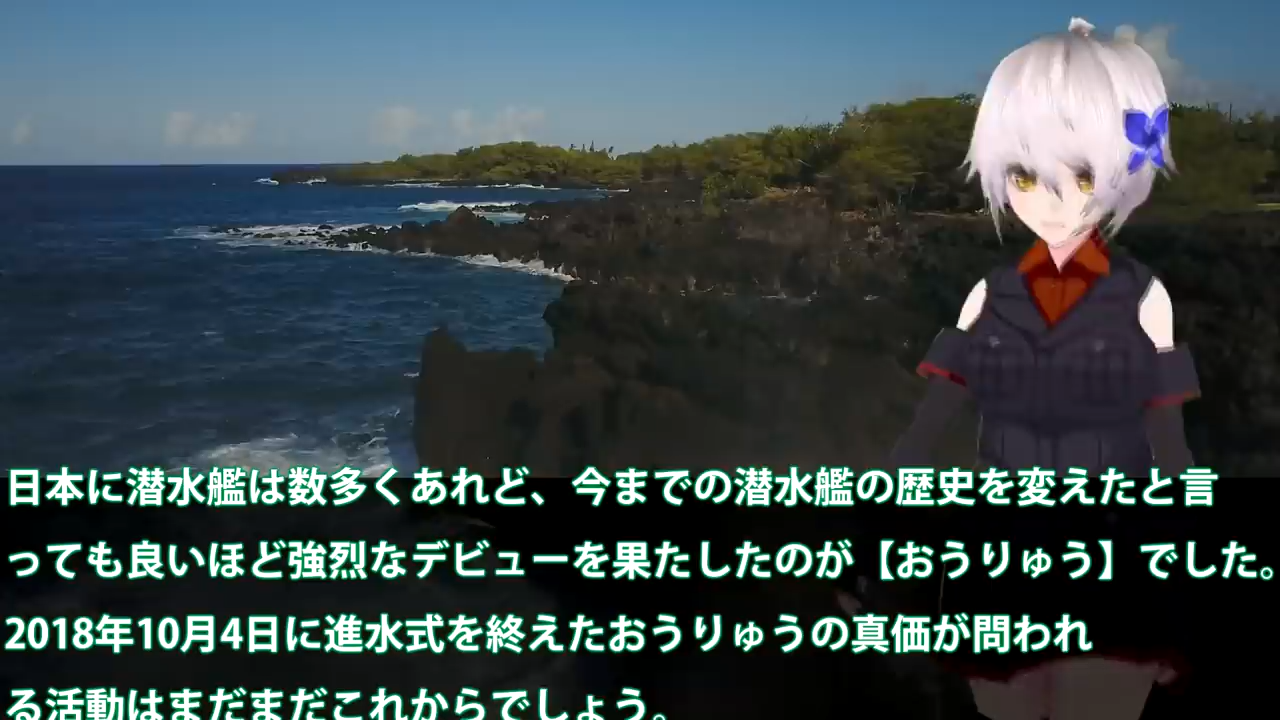 日本に潜水艦は数多くあれど、今までの潜水艦の歴史を変えたと言
っても良いほど強烈なデビューを果たしたのが【おうりゅう】でした。
2018年10月4日に進水式を終えたおうりゅうの真価が問われ
る活動はまだまだこれからでしょう。